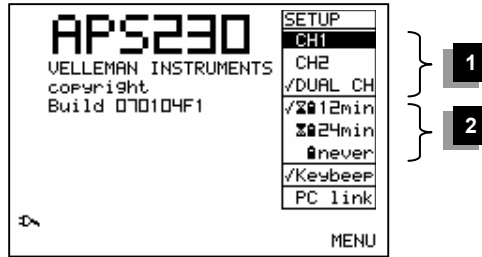 APS230
VELLEMAN INSTRUMENTS
copyright
Build 070104F1
MENU
SETUP
CH1
CH2
√DUAL CH
√12min
24min
never
√Keybeep
PC link
1
2